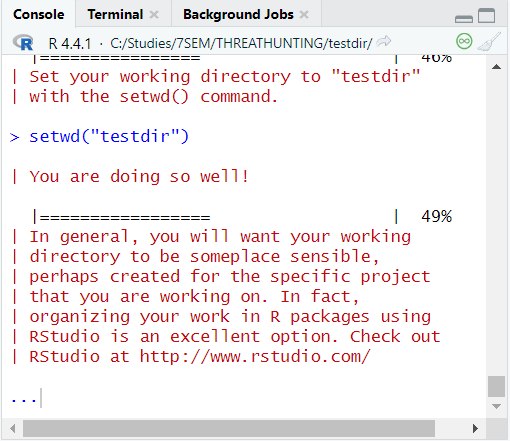 Console Terminal × Background Jobs ×
R 4.4.1 · C:/Studies/7SEM/THREATHUNTING/testdir/
|================ | 46%
| Set your working directory to "testdir"
| with the setwd() command.
> setwd("testdir")
| You are doing so well!
|================= | 49%
| In general, you will want your working
| directory to be someplace sensible,
| perhaps created for the specific project
| that you are working on. In fact,
| organizing your work in R packages using
| RStudio is an excellent option. Check out
| RStudio at http://www.rstudio.com/
...